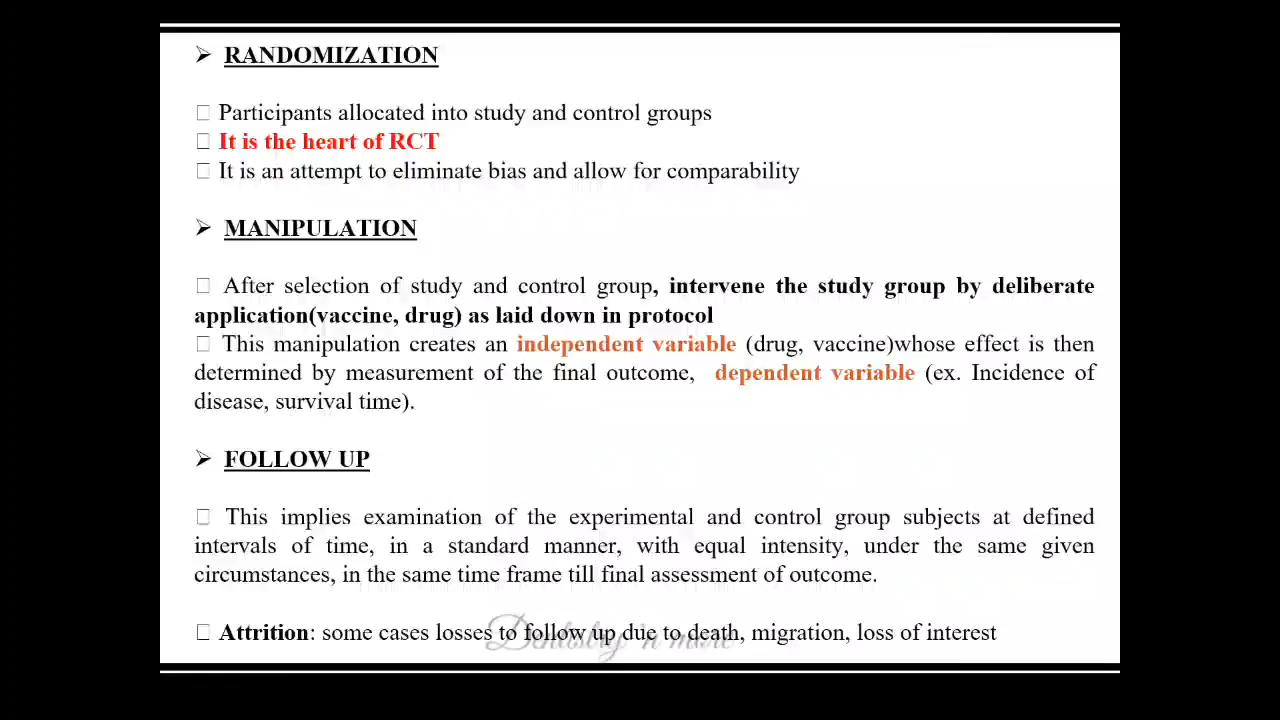 ➢ RANDOMIZATION
□ Participants allocated into study and control groups
□ It is the heart of RCT
□ It is an attempt to eliminate bias and allow for comparability
➢ MANIPULATION
□ After selection of study and control group, intervene the study group by deliberate
application(vaccine, drug) as laid down in protocol
□ This manipulation creates an independent variable (drug, vaccine)whose effect is then
determined by measurement of the final outcome, dependent variable (ex. Incidence of
disease, survival time).
➢ FOLLOW UP
□ This implies examination of the experimental and control group subjects at defined
intervals of time, in a standard manner, with equal intensity, under the same given
circumstances, in the same time frame till final assessment of outcome.
□ Attrition: some cases losses to follow up due to death, migration, loss of interest
Dentistry 'n more